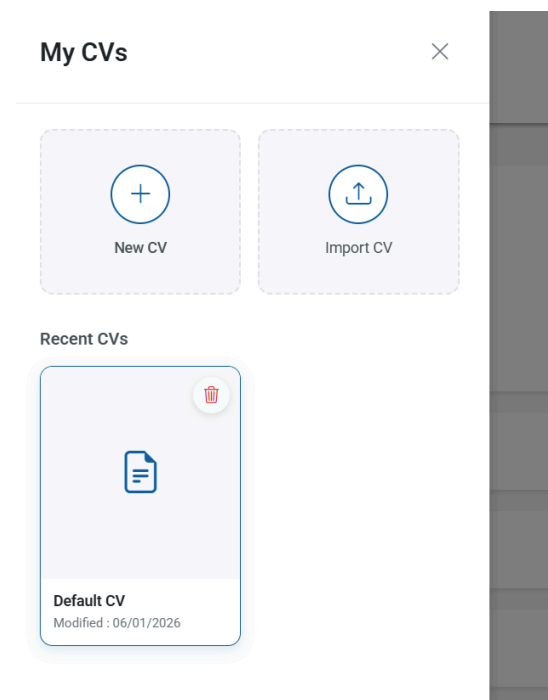 My CVs
New CV
Import CV
Recent CVs
Default CV
Modified : 06/01/2026